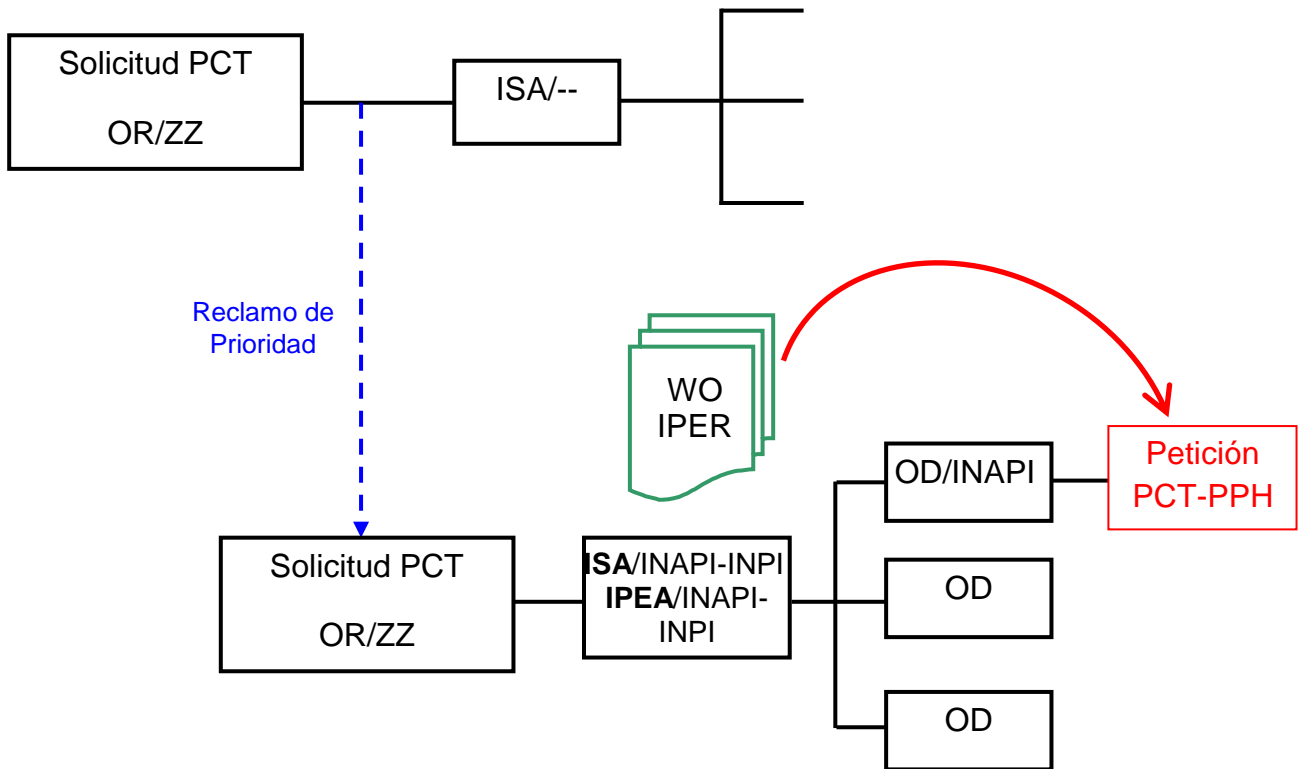 Solicitud PCT
OR/ZZ
ISA/--
Reclamo de
Prioridad
WO
IPER
OD/INAPI
Petición
PCT-PPH
Solicitud PCT
OR/ZZ
ISA/INAPI-INPI
IPEA/INAPI-
INPI
OD
OD